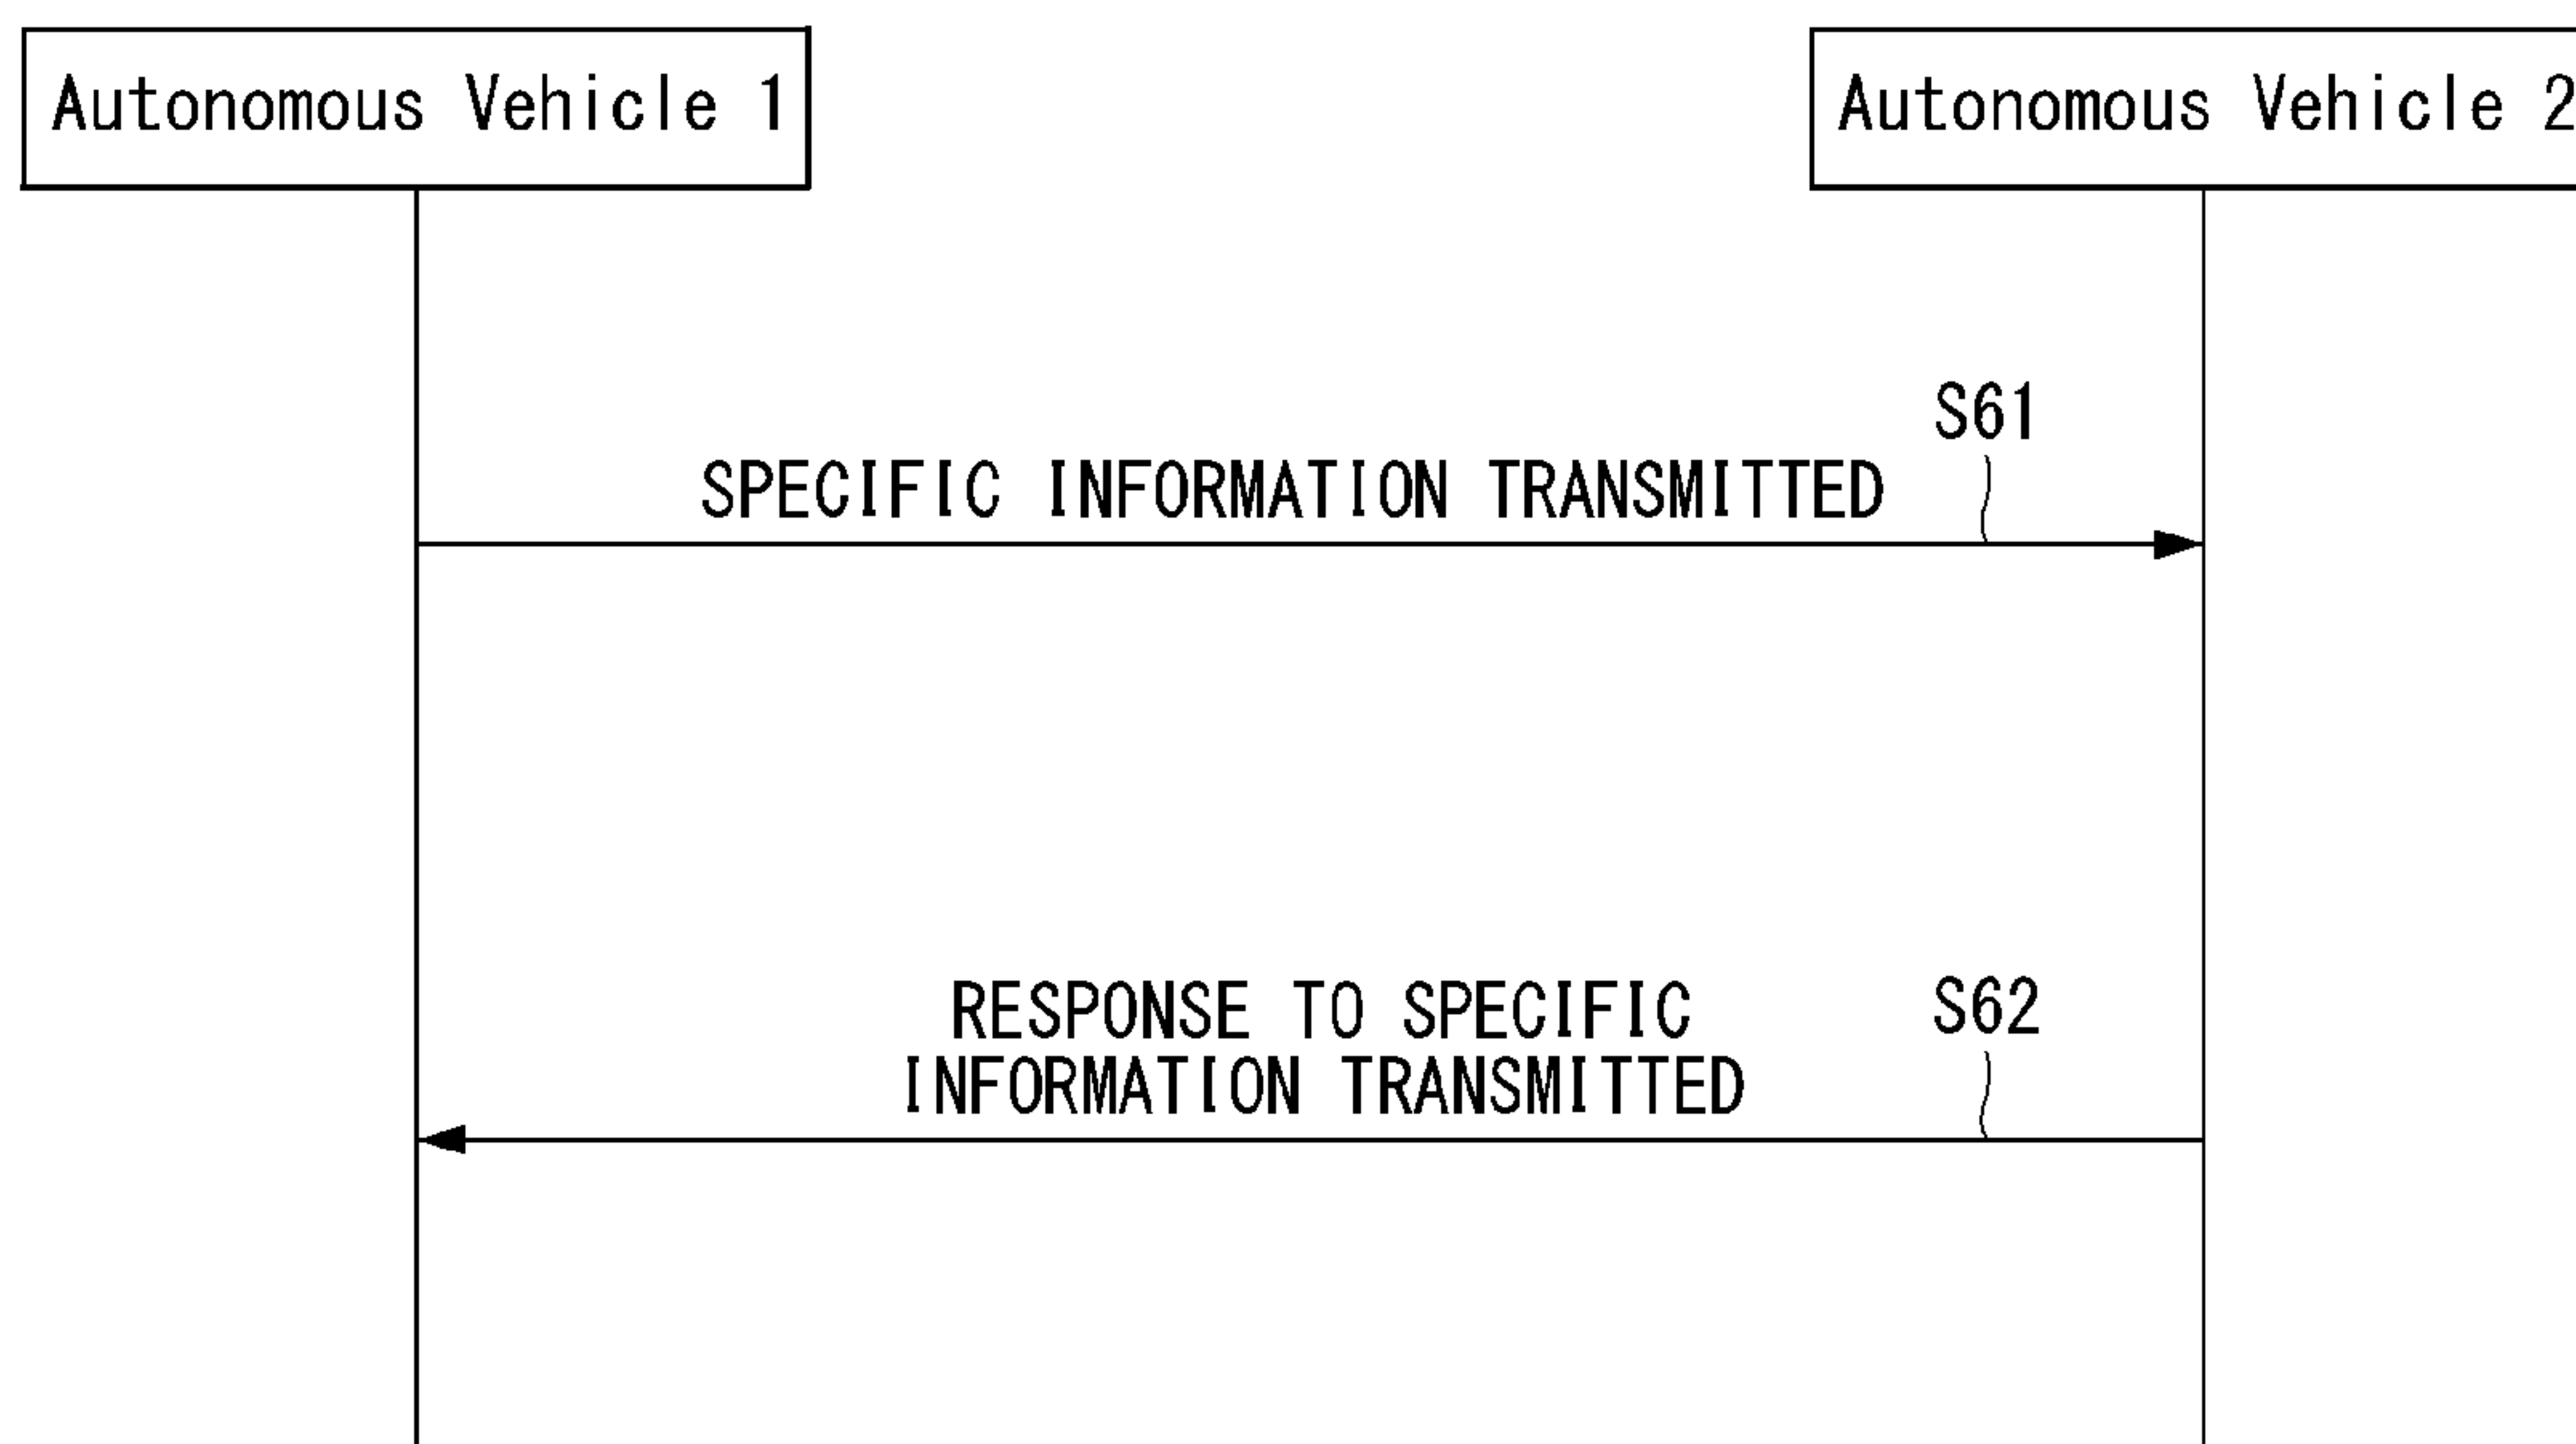 Autonomous Vehicle 1
Autonomous Vehicle 2
S61
SPECIFIC INFORMATION TRANSMITTED
RESPONSE TO SPECIFIC
INFORMATION TRANSMITTED
S62